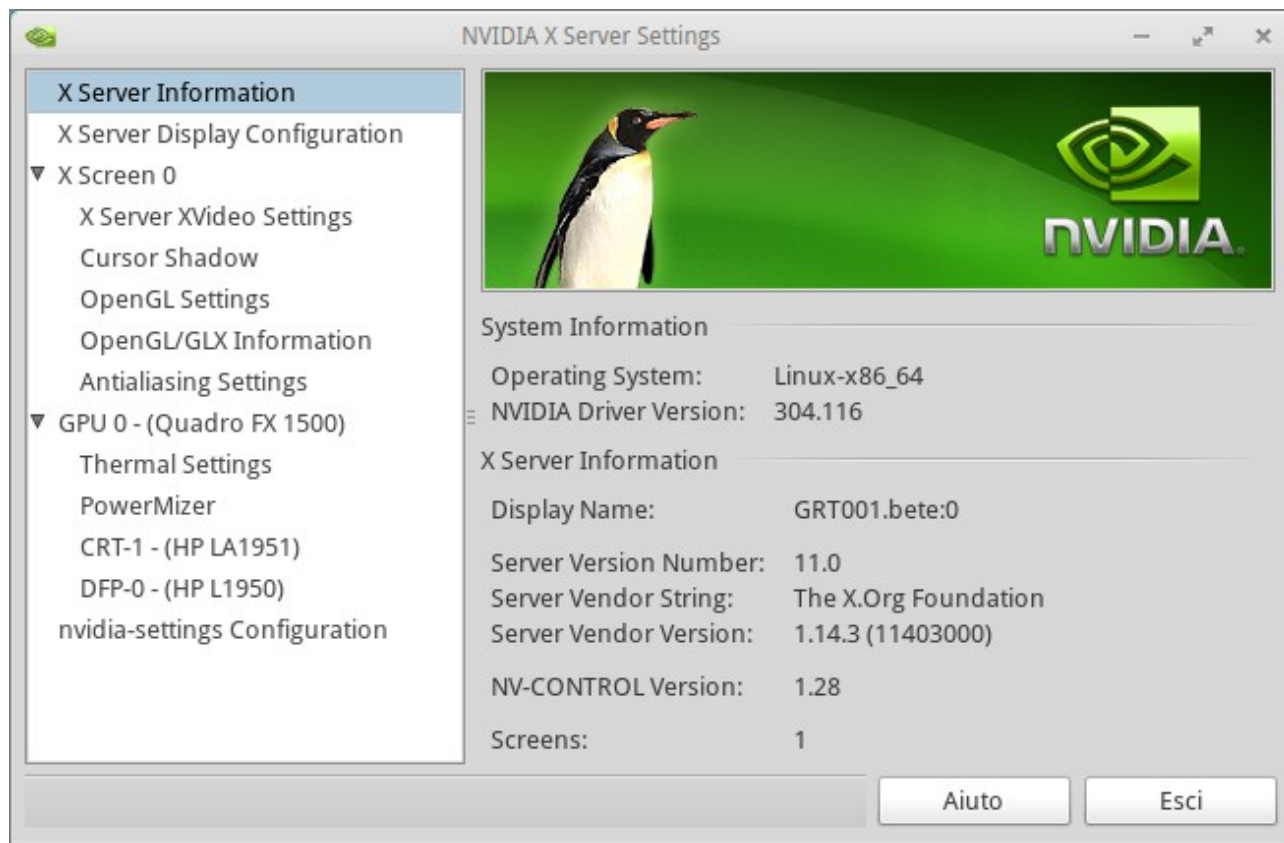 NVIDIA X Server Settings
X Server Information
X Server Display Configuration
X Screen 0
X Server XVideo Settings
Cursor Shadow
OpenGL Settings
OpenGL/GLX Information
Antialiasing Settings
GPU 0 - (Quadro FX 1500)
Thermal Settings
PowerMizer
CRT-1 - (HP LA1951)
DFP-0 - (HP L1950)
nvidia-settings Configuration
NVIDIA.
System Information
Operating System: Linux-x86_64
NVIDIA Driver Version: 304.116
X Server Information
Display Name: GRT001.bete:0
Server Version Number: 11.0
Server Vendor String: The X.Org Foundation
Server Vendor Version: 1.14.3 (11403000)
NV-CONTROL Version: 1.28
Screens: 1
Aiuto
Esci